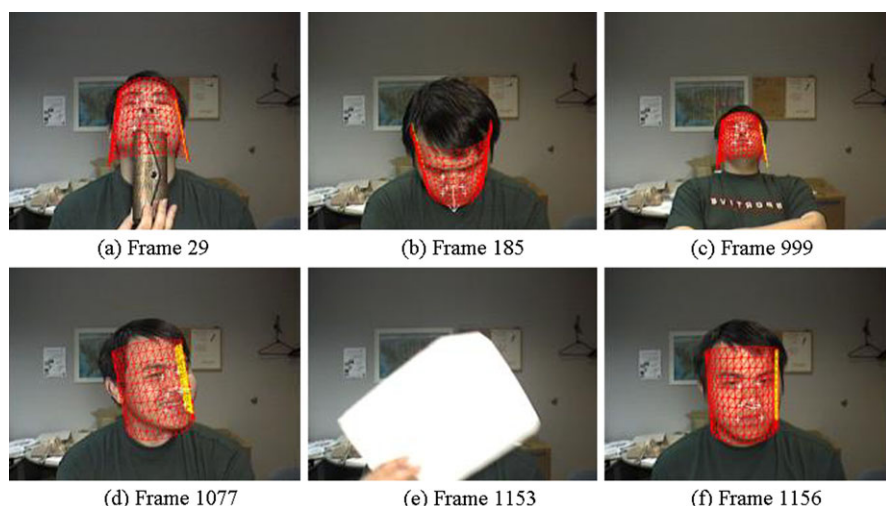 (a) Frame 29
(b) Frame 185
(c) Frame 999
(d) Frame 1077
(e) Frame 1153
(f) Frame 1156